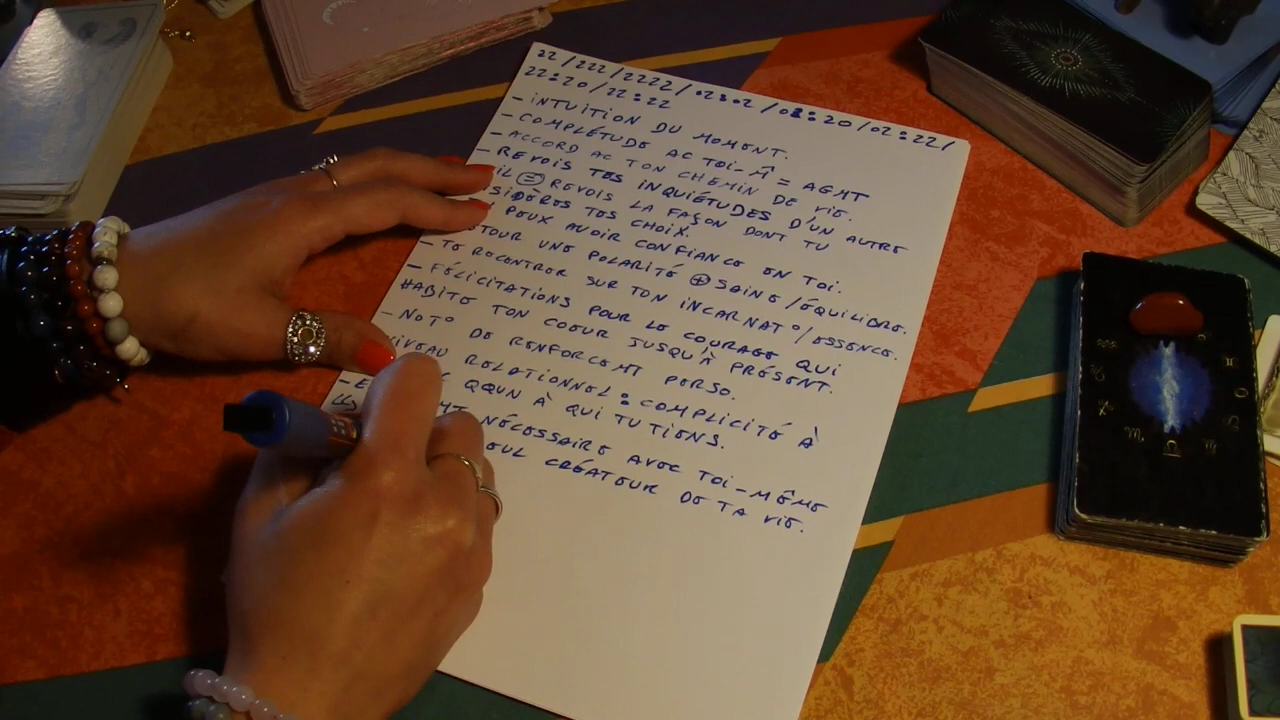 22 / 222 / 2222 / 02:02 / 02:20 / 02:22 /
22:20 / 22:22
- INTUITION DU MOMENT.
- COMPLÉTUDE AC TOI-M̂ = AGMT
- ACCORD AC TON CHEMIN DE VIE.
- REVOIS TES INQUIÉTUDES D'UN AUTRE
ŒIL ⊜ REVOIS LA FAÇON DONT TU
SIDÈRES TES CHOIX.
PEUX AVOIR CONFIANCE EN TOI.
TOUR UNE POLARITÉ ⊕ SAINE / ÉQUILIBRE.
- TE RECENTRER SUR TON INCARNAT° / ESSENCE.
- FÉLICITATIONS POUR LE COURAGE QUI
HABITE TON COEUR JUSQU'À PRÉSENT.
- NOT° DE RENFORCEMT PERSO.
NIVEAU RELATIONNEL : COMPLICITÉ À
QQUN À QUI TU TIENS.
NÉCESSAIRE AVEC TOI-MÊME
SEUL CRÉATEUR DE TA VIE.